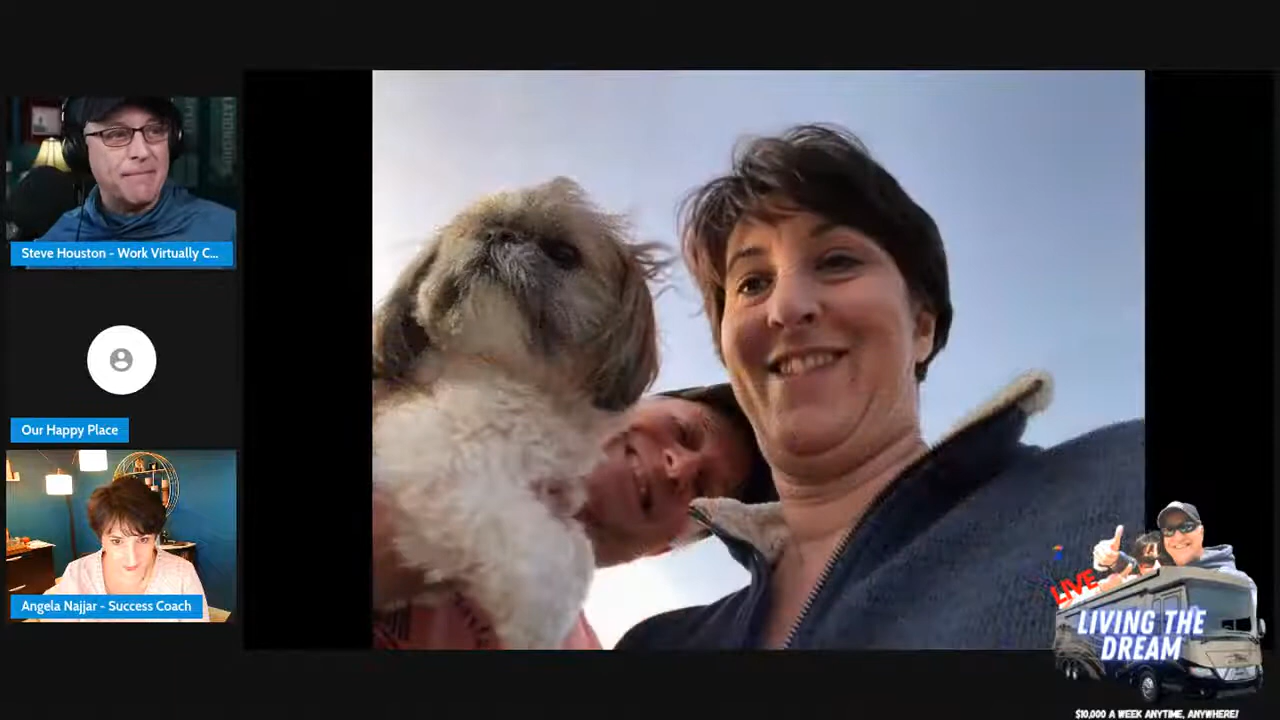 Steve Houston - Work Virtually C...
Our Happy Place
Angela Najjar - Success Coach
LIVE
LIVING THE
DREAM
$10,000 A WEEK ANYTIME, ANYWHERE!